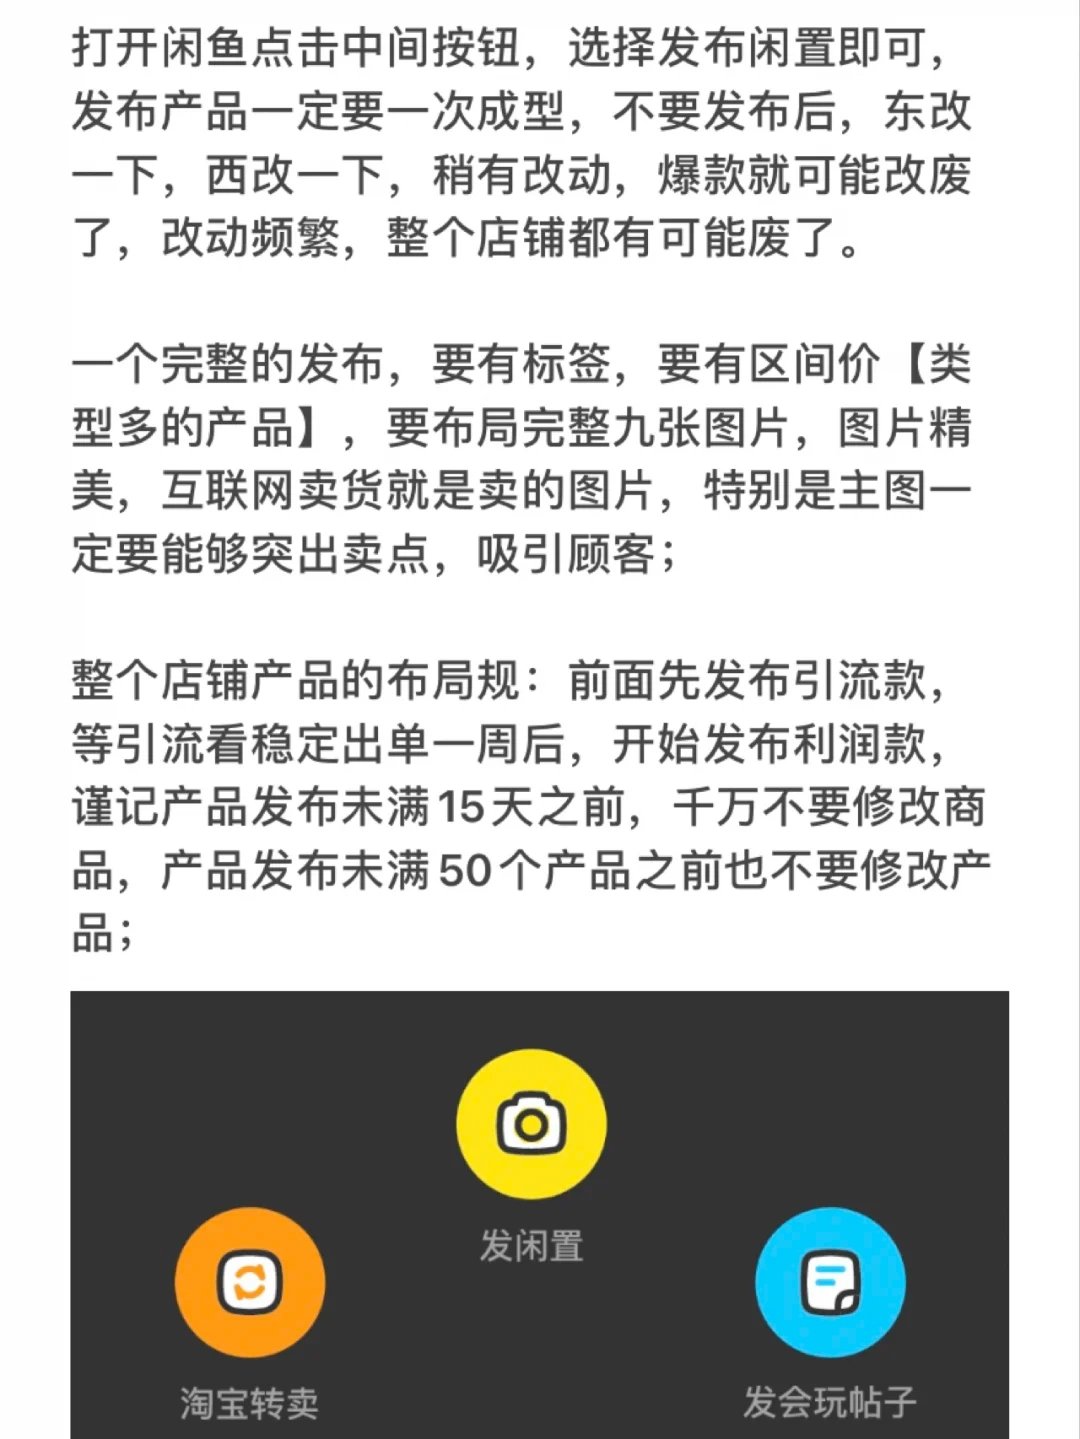 打开闲鱼点击中间按钮，选择发布闲置即可，
发布产品一定要一次成型，不要发布后，东改
一下，西改一下，稍有改动，爆款就可能改废
了，改动频繁，整个店铺都有可能废了。
一个完整的发布，要有标签，要有区间价【类
型多的产品】，要布局完整九张图片，图片精
美，互联网卖货就是卖的图片，特别是主图一
定要能够突出卖点，吸引顾客；
整个店铺产品的布局规：前面先发布引流款，
等引流看稳定出单一周后，开始发布利润款，
谨记产品发布未满15天之前，千万不要修改商
品，产品发布未满50个产品之前也不要修改产
品；
发闲置
淘宝转卖
发会玩帖子